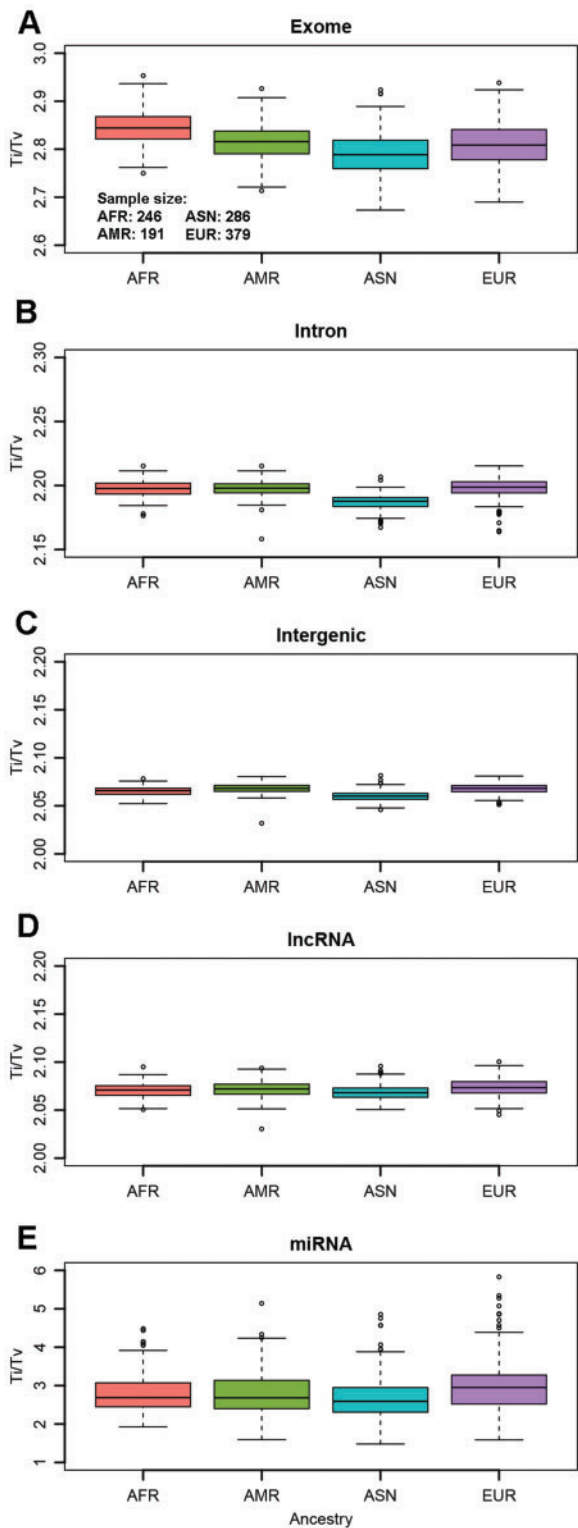 A
Exome
Ti/Tv
3.0
2.9
2.8
2.7
2.6
Sample size:
AFR: 246 ASN: 286
AMR: 191 EUR: 379
AFR AMR ASN EUR
B
Intron
Ti/Tv
2.30
2.25
2.20
2.15
AFR AMR ASN EUR
C
Intergenic
Ti/Tv
2.20
2.15
2.10
2.05
2.00
AFR AMR ASN EUR
D
lncRNA
Ti/Tv
2.20
2.15
2.10
2.05
2.00
AFR AMR ASN EUR
E
miRNA
Ti/Tv
6
5
4
3
2
1
AFR AMR ASN EUR
Ancestry